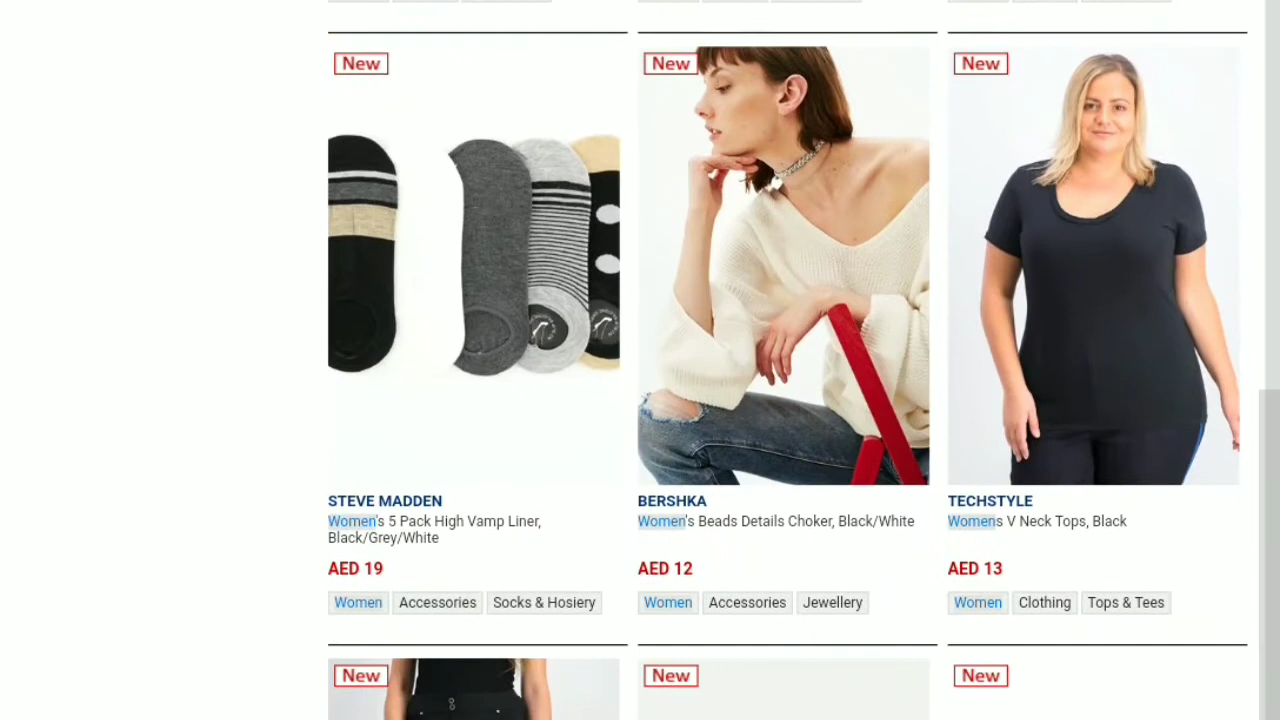 New
New
New
STEVE MADDEN
Women's 5 Pack High Vamp Liner,
Black/Grey/White
AED 19
Women Accessories Socks & Hosiery
BERSHKA
Women's Beads Details Choker, Black/White
AED 12
Women Accessories Jewellery
TECHSTYLE
Womens V Neck Tops, Black
AED 13
Women Clothing Tops & Tees
New
New
New